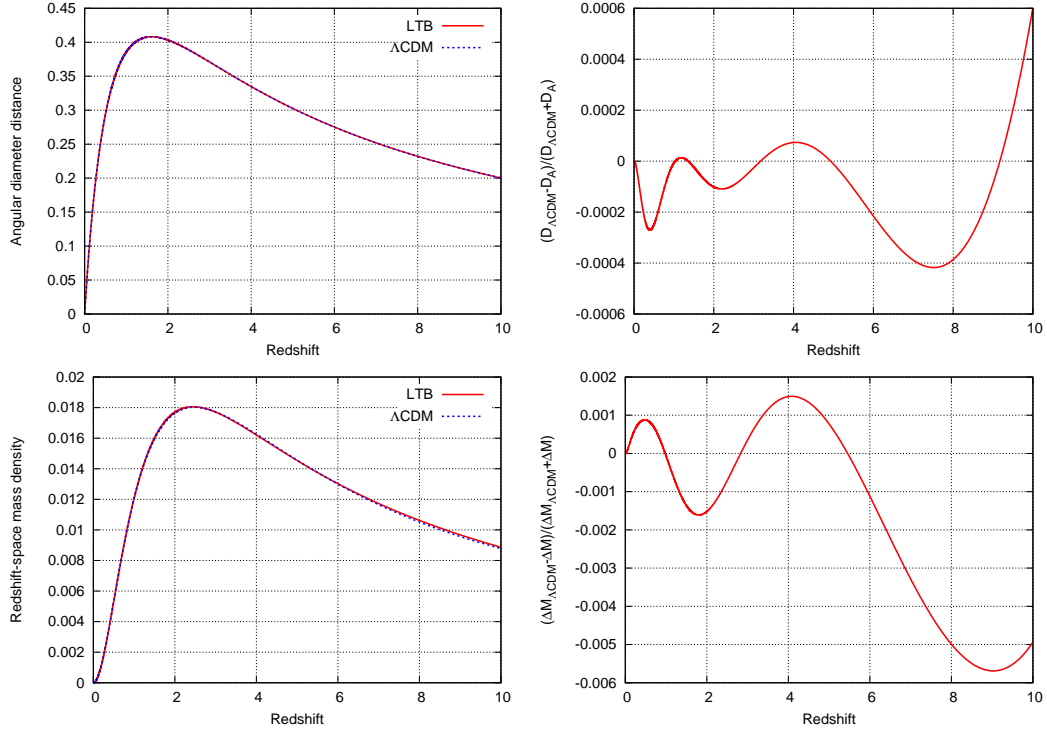 0.45
0.4
0.35
0.3
0.25
0.2
0.15
0.1
0.05
0
0 2 4 6 8 10
Angular diameter distance
Redshift
LTB
ΛCDM
0.0006
0.0004
0.0002
0
-0.0002
-0.0004
-0.0006
0 2 4 6 8 10
(D_ΛCDM-D_A)/(D_ΛCDM+D_A)
Redshift
0.02
0.018
0.016
0.014
0.012
0.01
0.008
0.006
0.004
0.002
0
0 2 4 6 8 10
Redshift-space mass density
Redshift
LTB
ΛCDM
0.002
0.001
0
-0.001
-0.002
-0.003
-0.004
-0.005
-0.006
0 2 4 6 8 10
(ΔM_ΛCDM-ΔM)/(ΔM_ΛCDM+ΔM)
Redshift